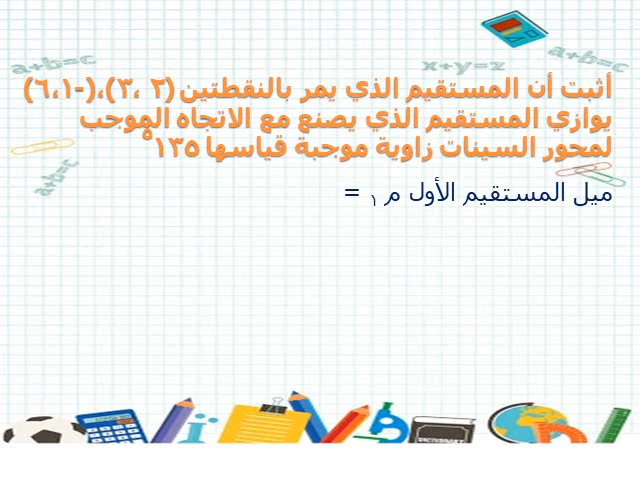 أثبت أن المستقيم الذي يمر بالنقطتين (٢ ،٣)،(-٦،١)
يوازي المستقيم الذي يصنع مع الاتجاه الموجب
لمحور السينات زاوية موجبة قياسها ١٣٥°
ميل المستقيم الأول م ١ =
a+b=c
x+y=z
a+b=c
a+b=c
DICTIONARY